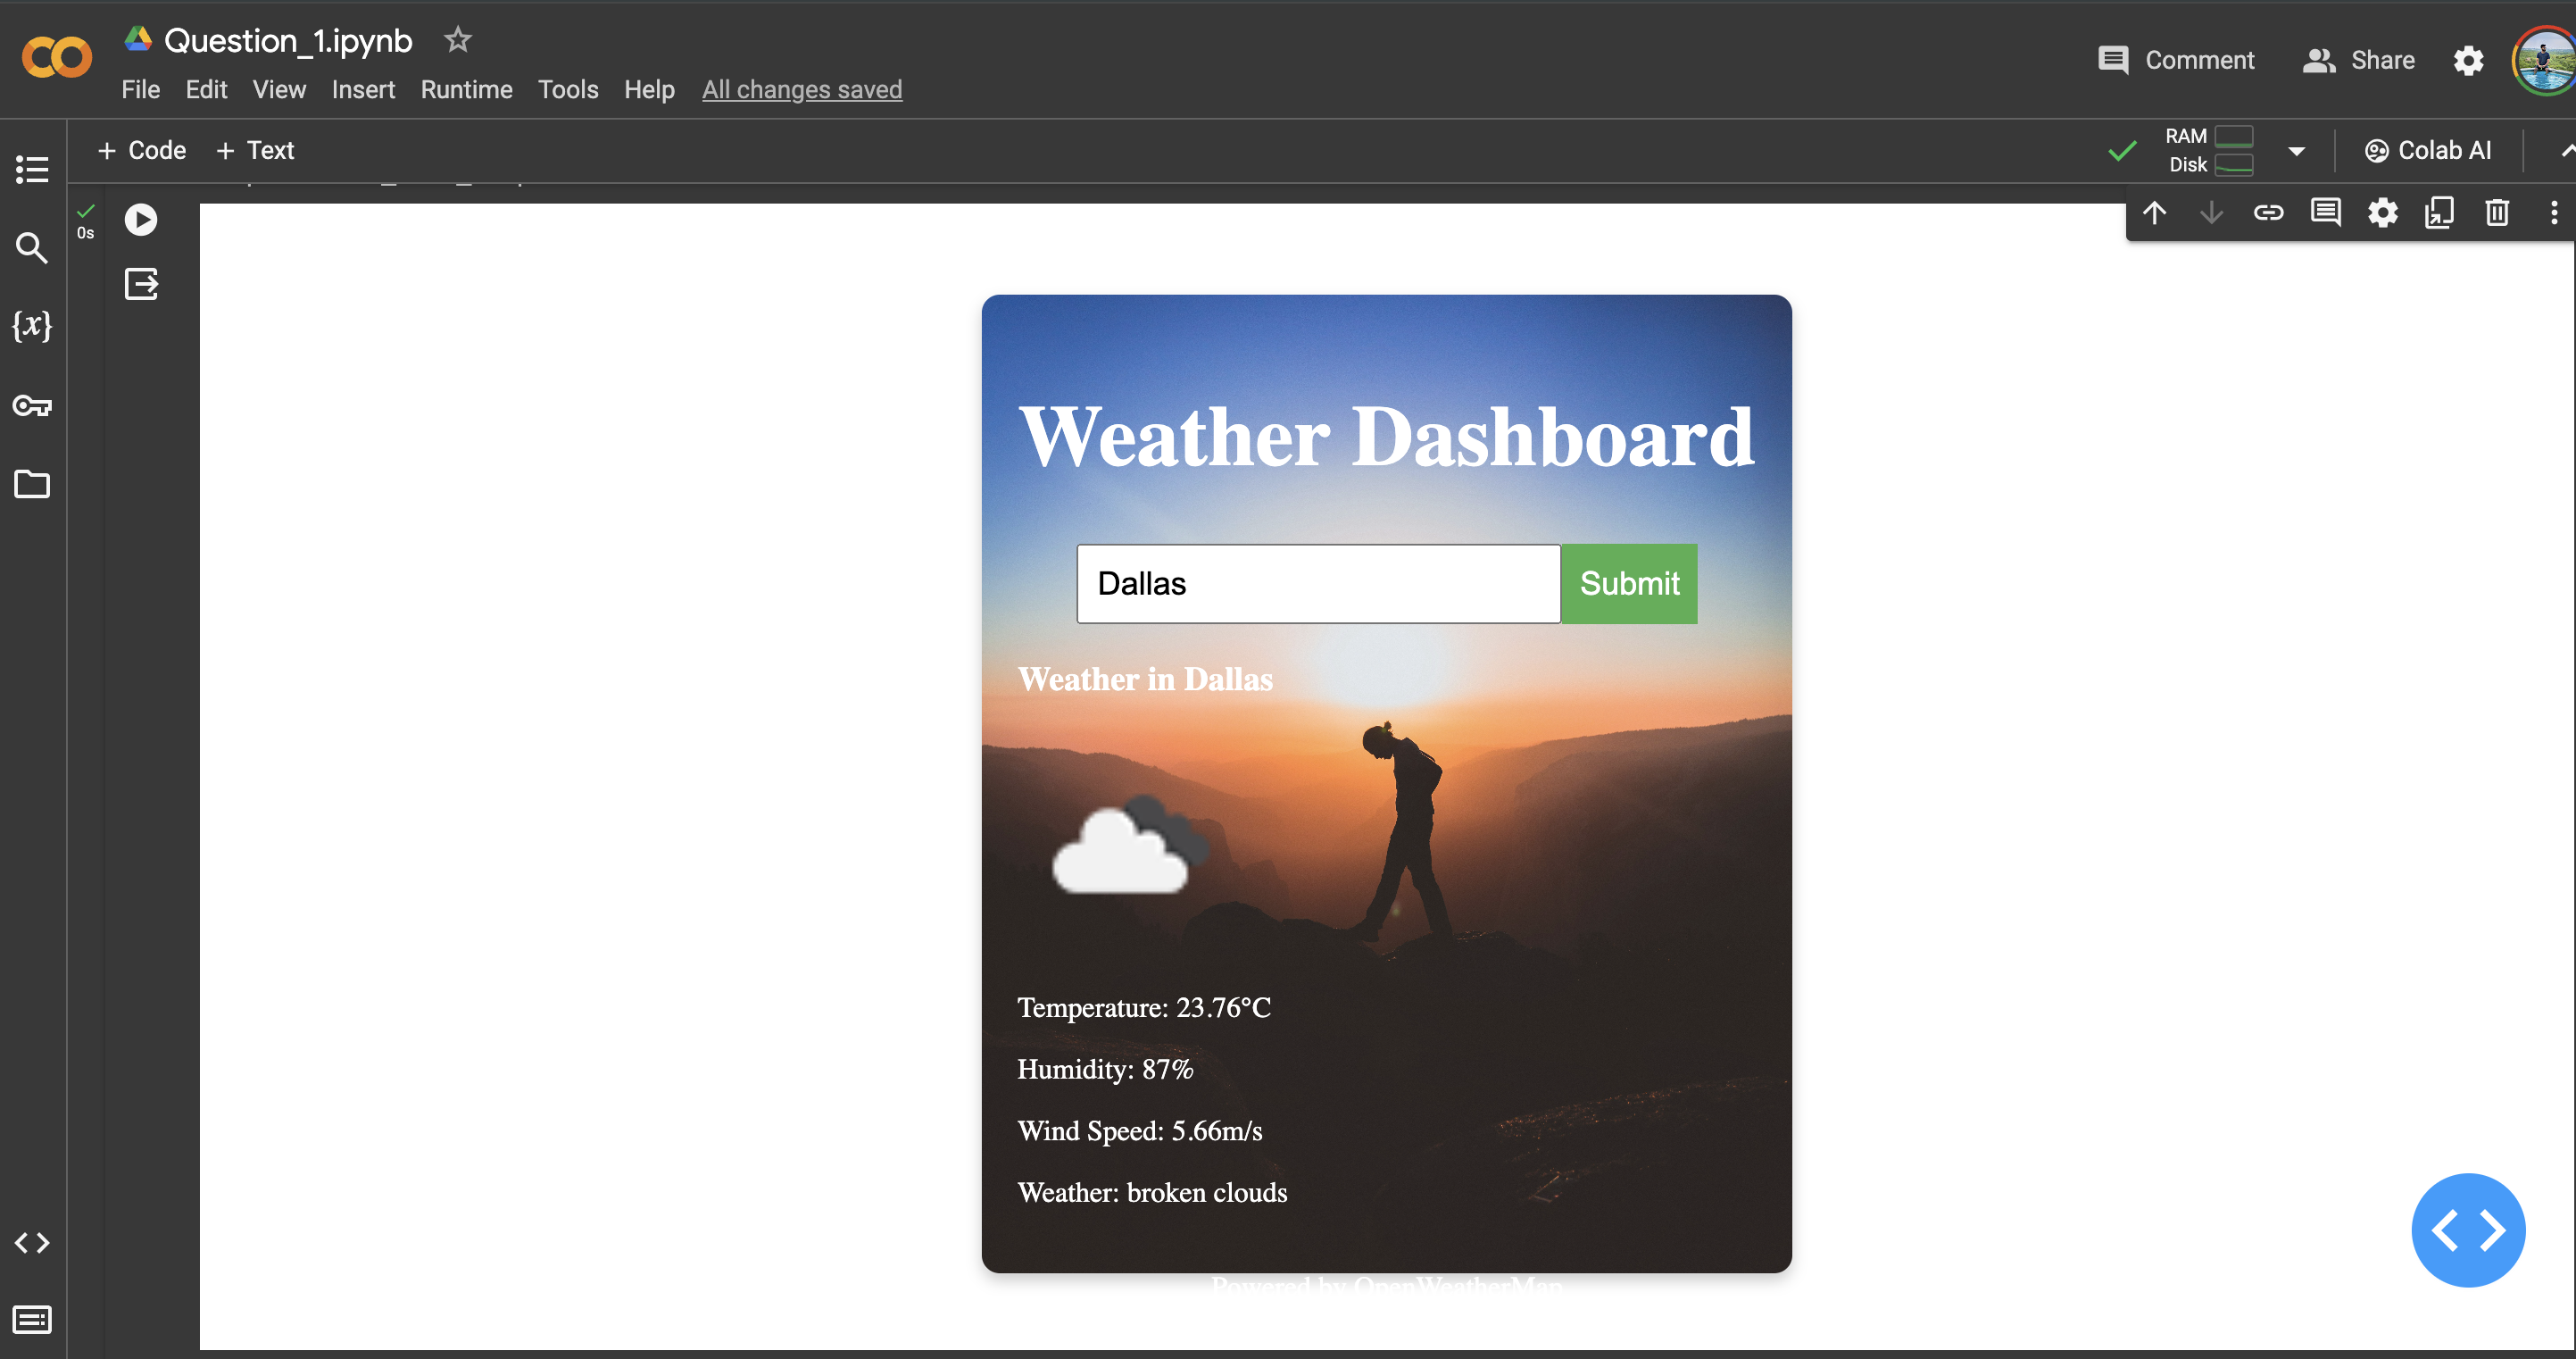 Question_1.ipynb
Comment
Share
File Edit View Insert Runtime Tools Help All changes saved
+ Code + Text
RAM
Disk
Colab AI
0s
{x}
Weather Dashboard
Dallas
Submit
Weather in Dallas
Temperature: 23.76°C
Humidity: 87%
Wind Speed: 5.66m/s
Weather: broken clouds
Powered by OpenWeatherMap